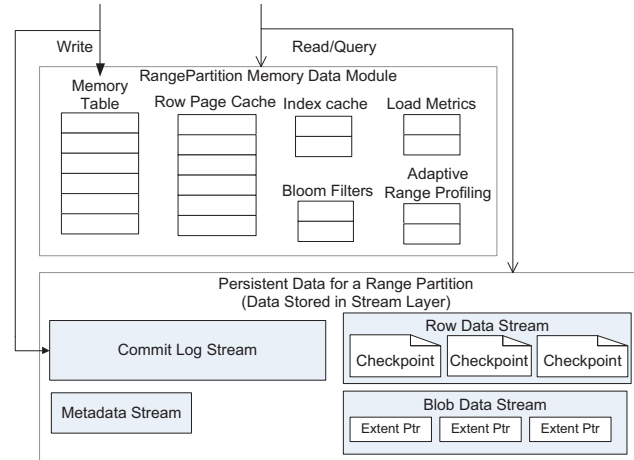 Write
Read/Query
RangePartition Memory Data Module
Memory
Table
Row Page Cache
Index cache
Load Metrics
Bloom Filters
Adaptive
Range Profiling
Persistent Data for a Range Partition
(Data Stored in Stream Layer)
Commit Log Stream
Row Data Stream
Checkpoint
Checkpoint
Checkpoint
Metadata Stream
Blob Data Stream
Extent Ptr
Extent Ptr
Extent Ptr